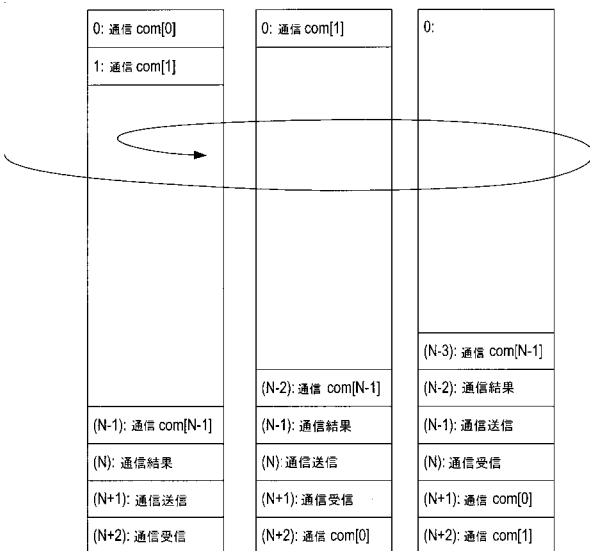 0: 通信 com[0]
1: 通信 com[1]
(N-1): 通信 com[N-1]
(N): 通信結果
(N+1): 通信送信
(N+2): 通信受信
0: 通信 com[1]
(N-2): 通信 com[N-1]
(N-1): 通信結果
(N): 通信送信
(N+1): 通信受信
(N+2): 通信 com[0]
0:
(N-3): 通信 com[N-1]
(N-2): 通信結果
(N-1): 通信送信
(N): 通信受信
(N+1): 通信 com[0]
(N+2): 通信 com[1]